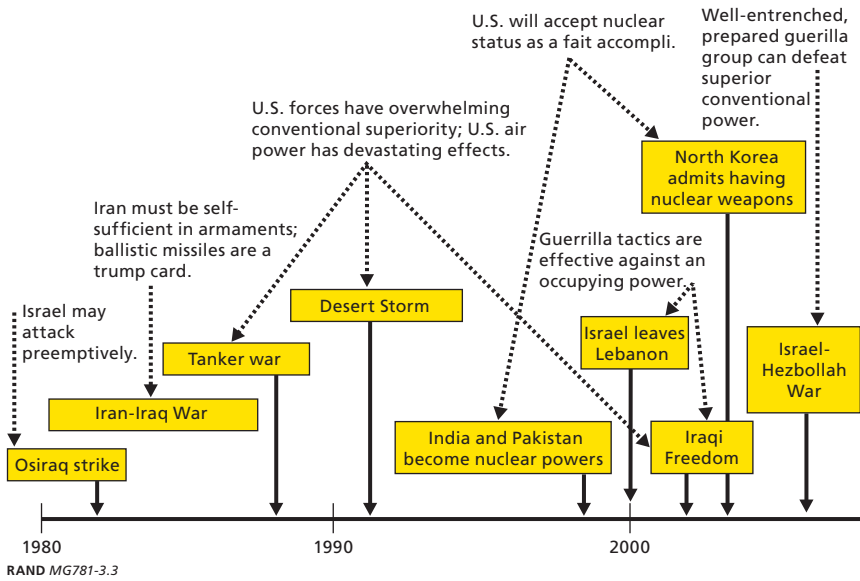 U.S. will accept nuclear
status as a fait accompli.
Well-entrenched,
prepared guerilla
group can defeat
superior
conventional
power.
U.S. forces have overwhelming
conventional superiority; U.S. air
power has devastating effects.
North Korea
admits having
nuclear weapons
Iran must be self-
sufficient in armaments;
ballistic missiles are a
trump card.
Guerrilla tactics are
effective against an
occupying power.
Israel may
attack
preemptively.
Desert Storm
Israel leaves
Lebanon
Israel-
Hezbollah
War
Tanker war
Iran-Iraq War
Osiraq strike
India and Pakistan
become nuclear powers
Iraqi
Freedom
1980
1990
2000
RAND MG781-3.3